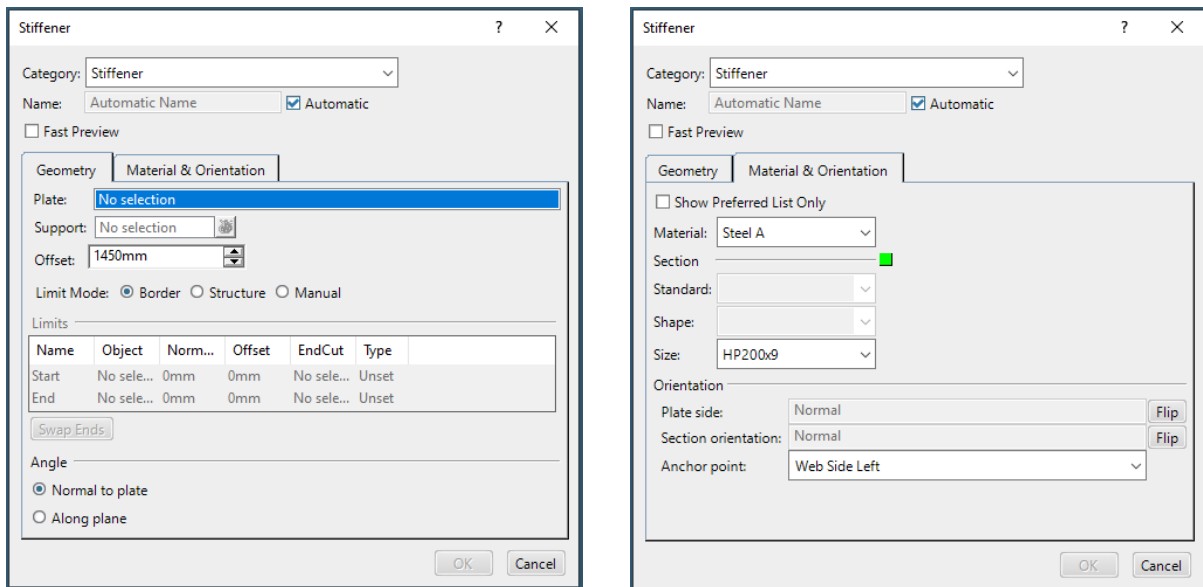 Stiffener ? ×
Category: Stiffener
Name: Automatic Name Automatic
Fast Preview
Geometry Material & Orientation
Plate: No selection
Support: No selection
Offset: 1450mm
Limit Mode: Border Structure Manual
Limits
Name Object Norm... Offset EndCut Type
Start No sele... 0mm 0mm No sele... Unset
End No sele... 0mm 0mm No sele... Unset
Swap Ends
Angle
Normal to plate
Along plane
OK Cancel
Stiffener ? ×
Category: Stiffener
Name: Automatic Name Automatic
Fast Preview
Geometry Material & Orientation
Show Preferred List Only
Material: Steel A
Section
Standard:
Shape:
Size: HP200x9
Orientation
Plate side: Normal Flip
Section orientation: Normal Flip
Anchor point: Web Side Left
OK Cancel